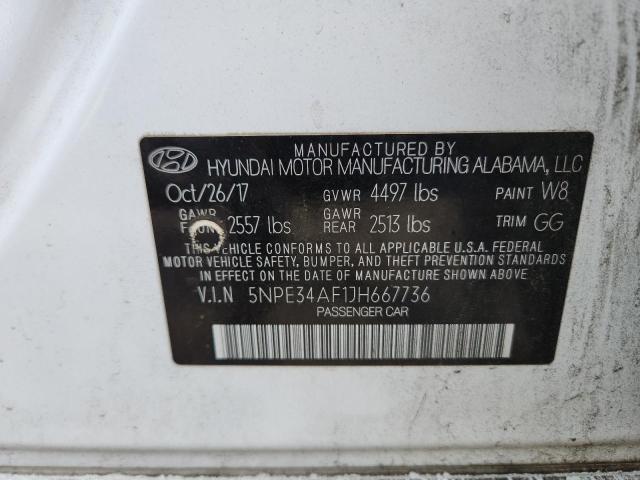 MANUFACTURED BY
HYUNDAI MOTOR MANUFACTURING ALABAMA, LLC
Oct/26/17 GVWR 4497 lbs PAINT W8
GAWR GAWR
2557 lbs REAR 2513 lbs TRIM GG
THIS VEHICLE CONFORMS TO ALL APPLICABLE U.S.A. FEDERAL
MOTOR VEHICLE SAFETY, BUMPER, AND THEFT PREVENTION STANDARDS
IN EFFECT ON THE DATE OF MANUFACTURE SHOWN ABOVE.
V.I.N 5NPE34AF1JH667736
PASSENGER CAR